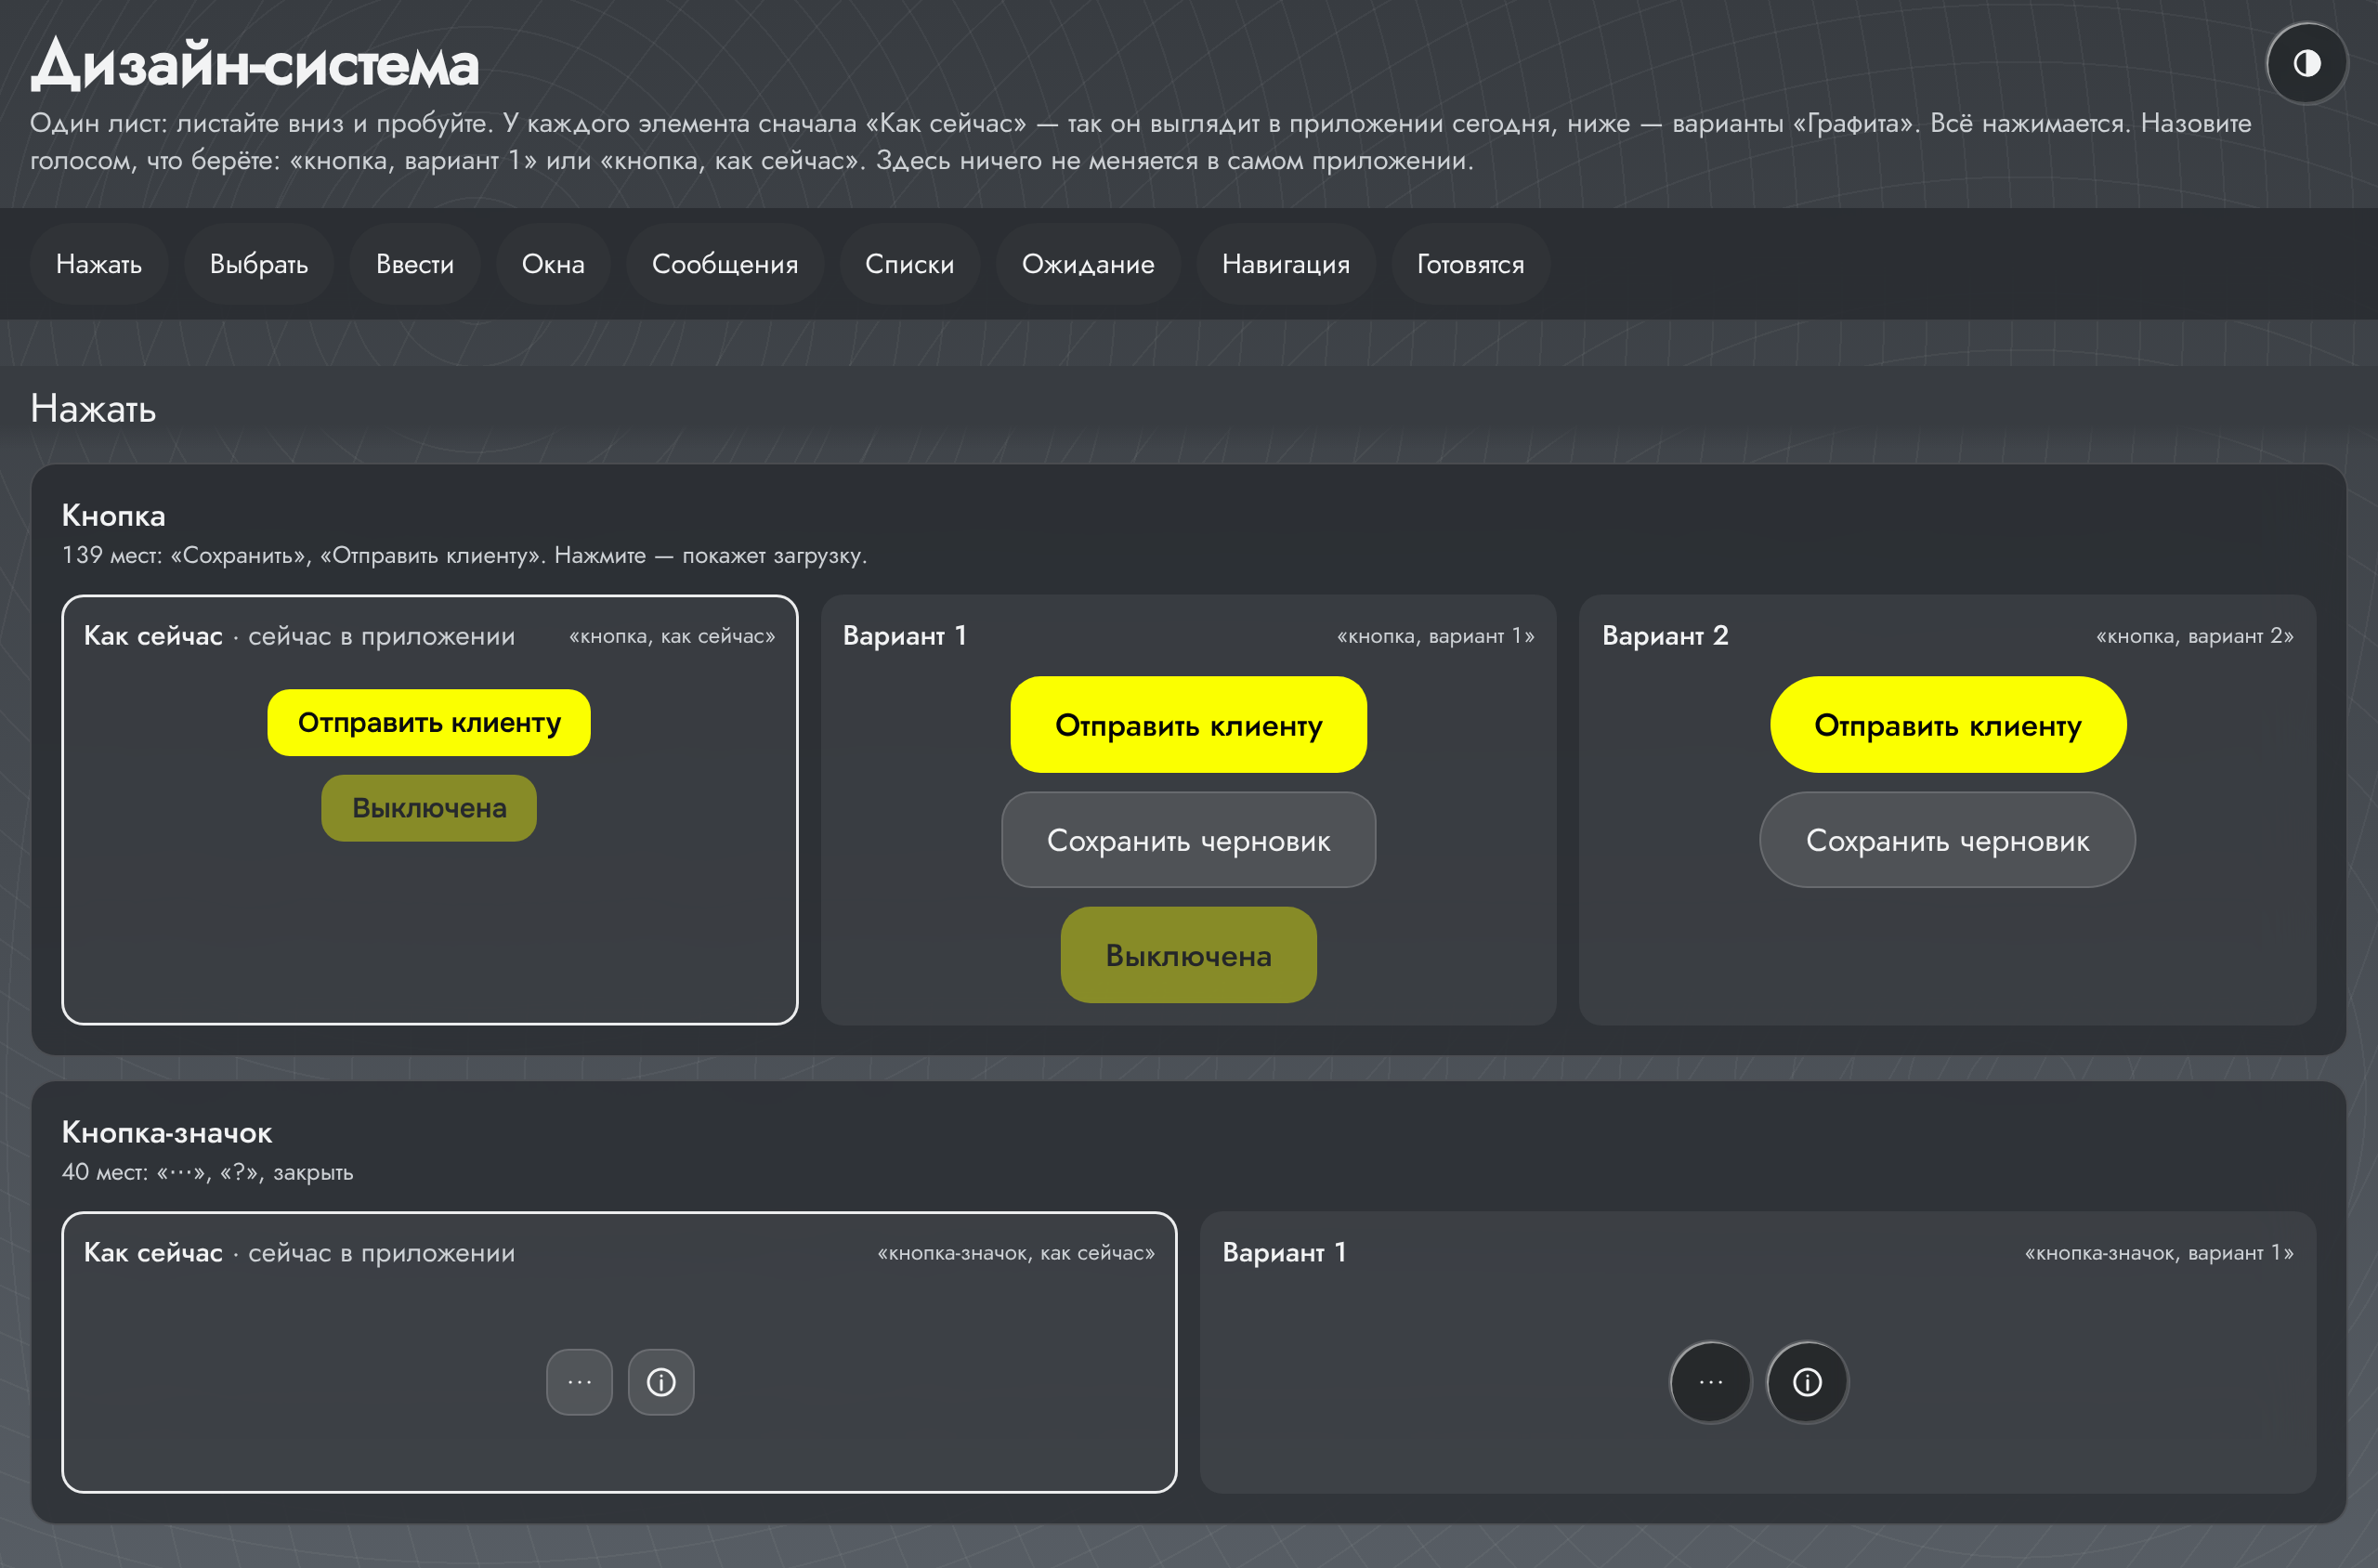 Дизайн-система
Один лист: листайте вниз и пробуйте. У каждого элемента сначала «Как сейчас» — так он выглядит в приложении сегодня, ниже — варианты «Графита». Всё нажимается. Назовите
голосом, что берёте: «кнопка, вариант 1» или «кнопка, как сейчас». Здесь ничего не меняется в самом приложении.
Нажать Выбрать Ввести Окна Сообщения Списки Ожидание Навигация Готовятся
Нажать
Кнопка
139 мест: «Сохранить», «Отправить клиенту». Нажмите — покажет загрузку.
Как сейчас · сейчас в приложении «кнопка, как сейчас»
Отправить клиенту
Выключена
Вариант 1 «кнопка, вариант 1»
Отправить клиенту
Сохранить черновик
Выключена
Вариант 2 «кнопка, вариант 2»
Отправить клиенту
Сохранить черновик
Кнопка-значок
40 мест: «⋯», «?», закрыть
Как сейчас · сейчас в приложении «кнопка-значок, как сейчас»
⋯
Вариант 1 «кнопка-значок, вариант 1»
⋯